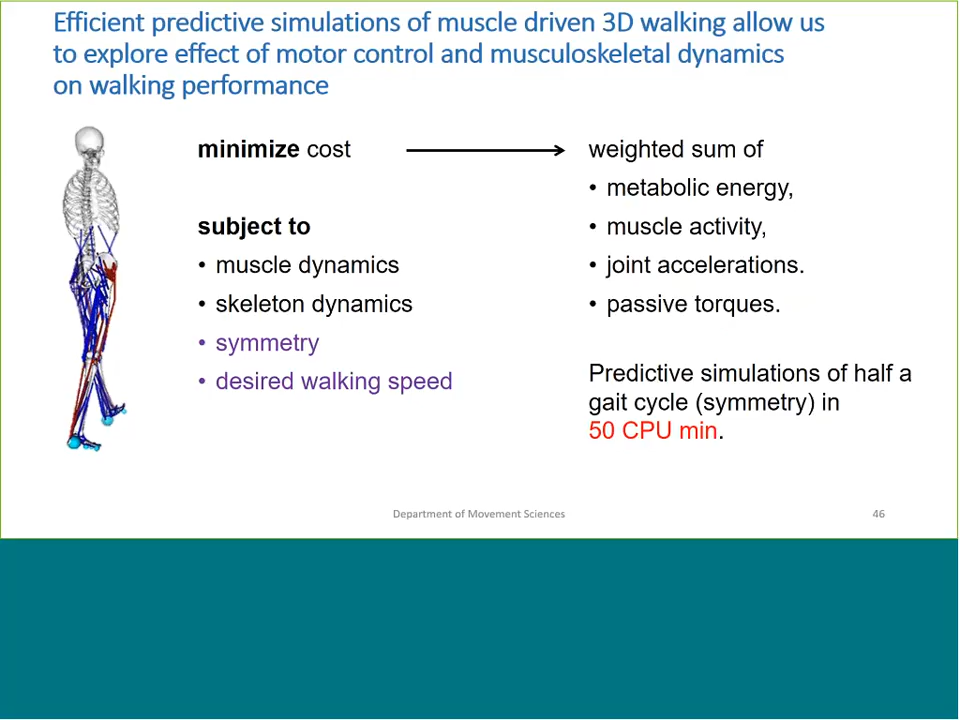 Efficient predictive simulations of muscle driven 3D walking allow us
to explore effect of motor control and musculoskeletal dynamics
on walking performance
minimize cost
subject to
• muscle dynamics
• skeleton dynamics
• symmetry
• desired walking speed
weighted sum of
• metabolic energy,
• muscle activity,
• joint accelerations.
• passive torques.
Predictive simulations of half a
gait cycle (symmetry) in
50 CPU min.
Department of Movement Sciences
46